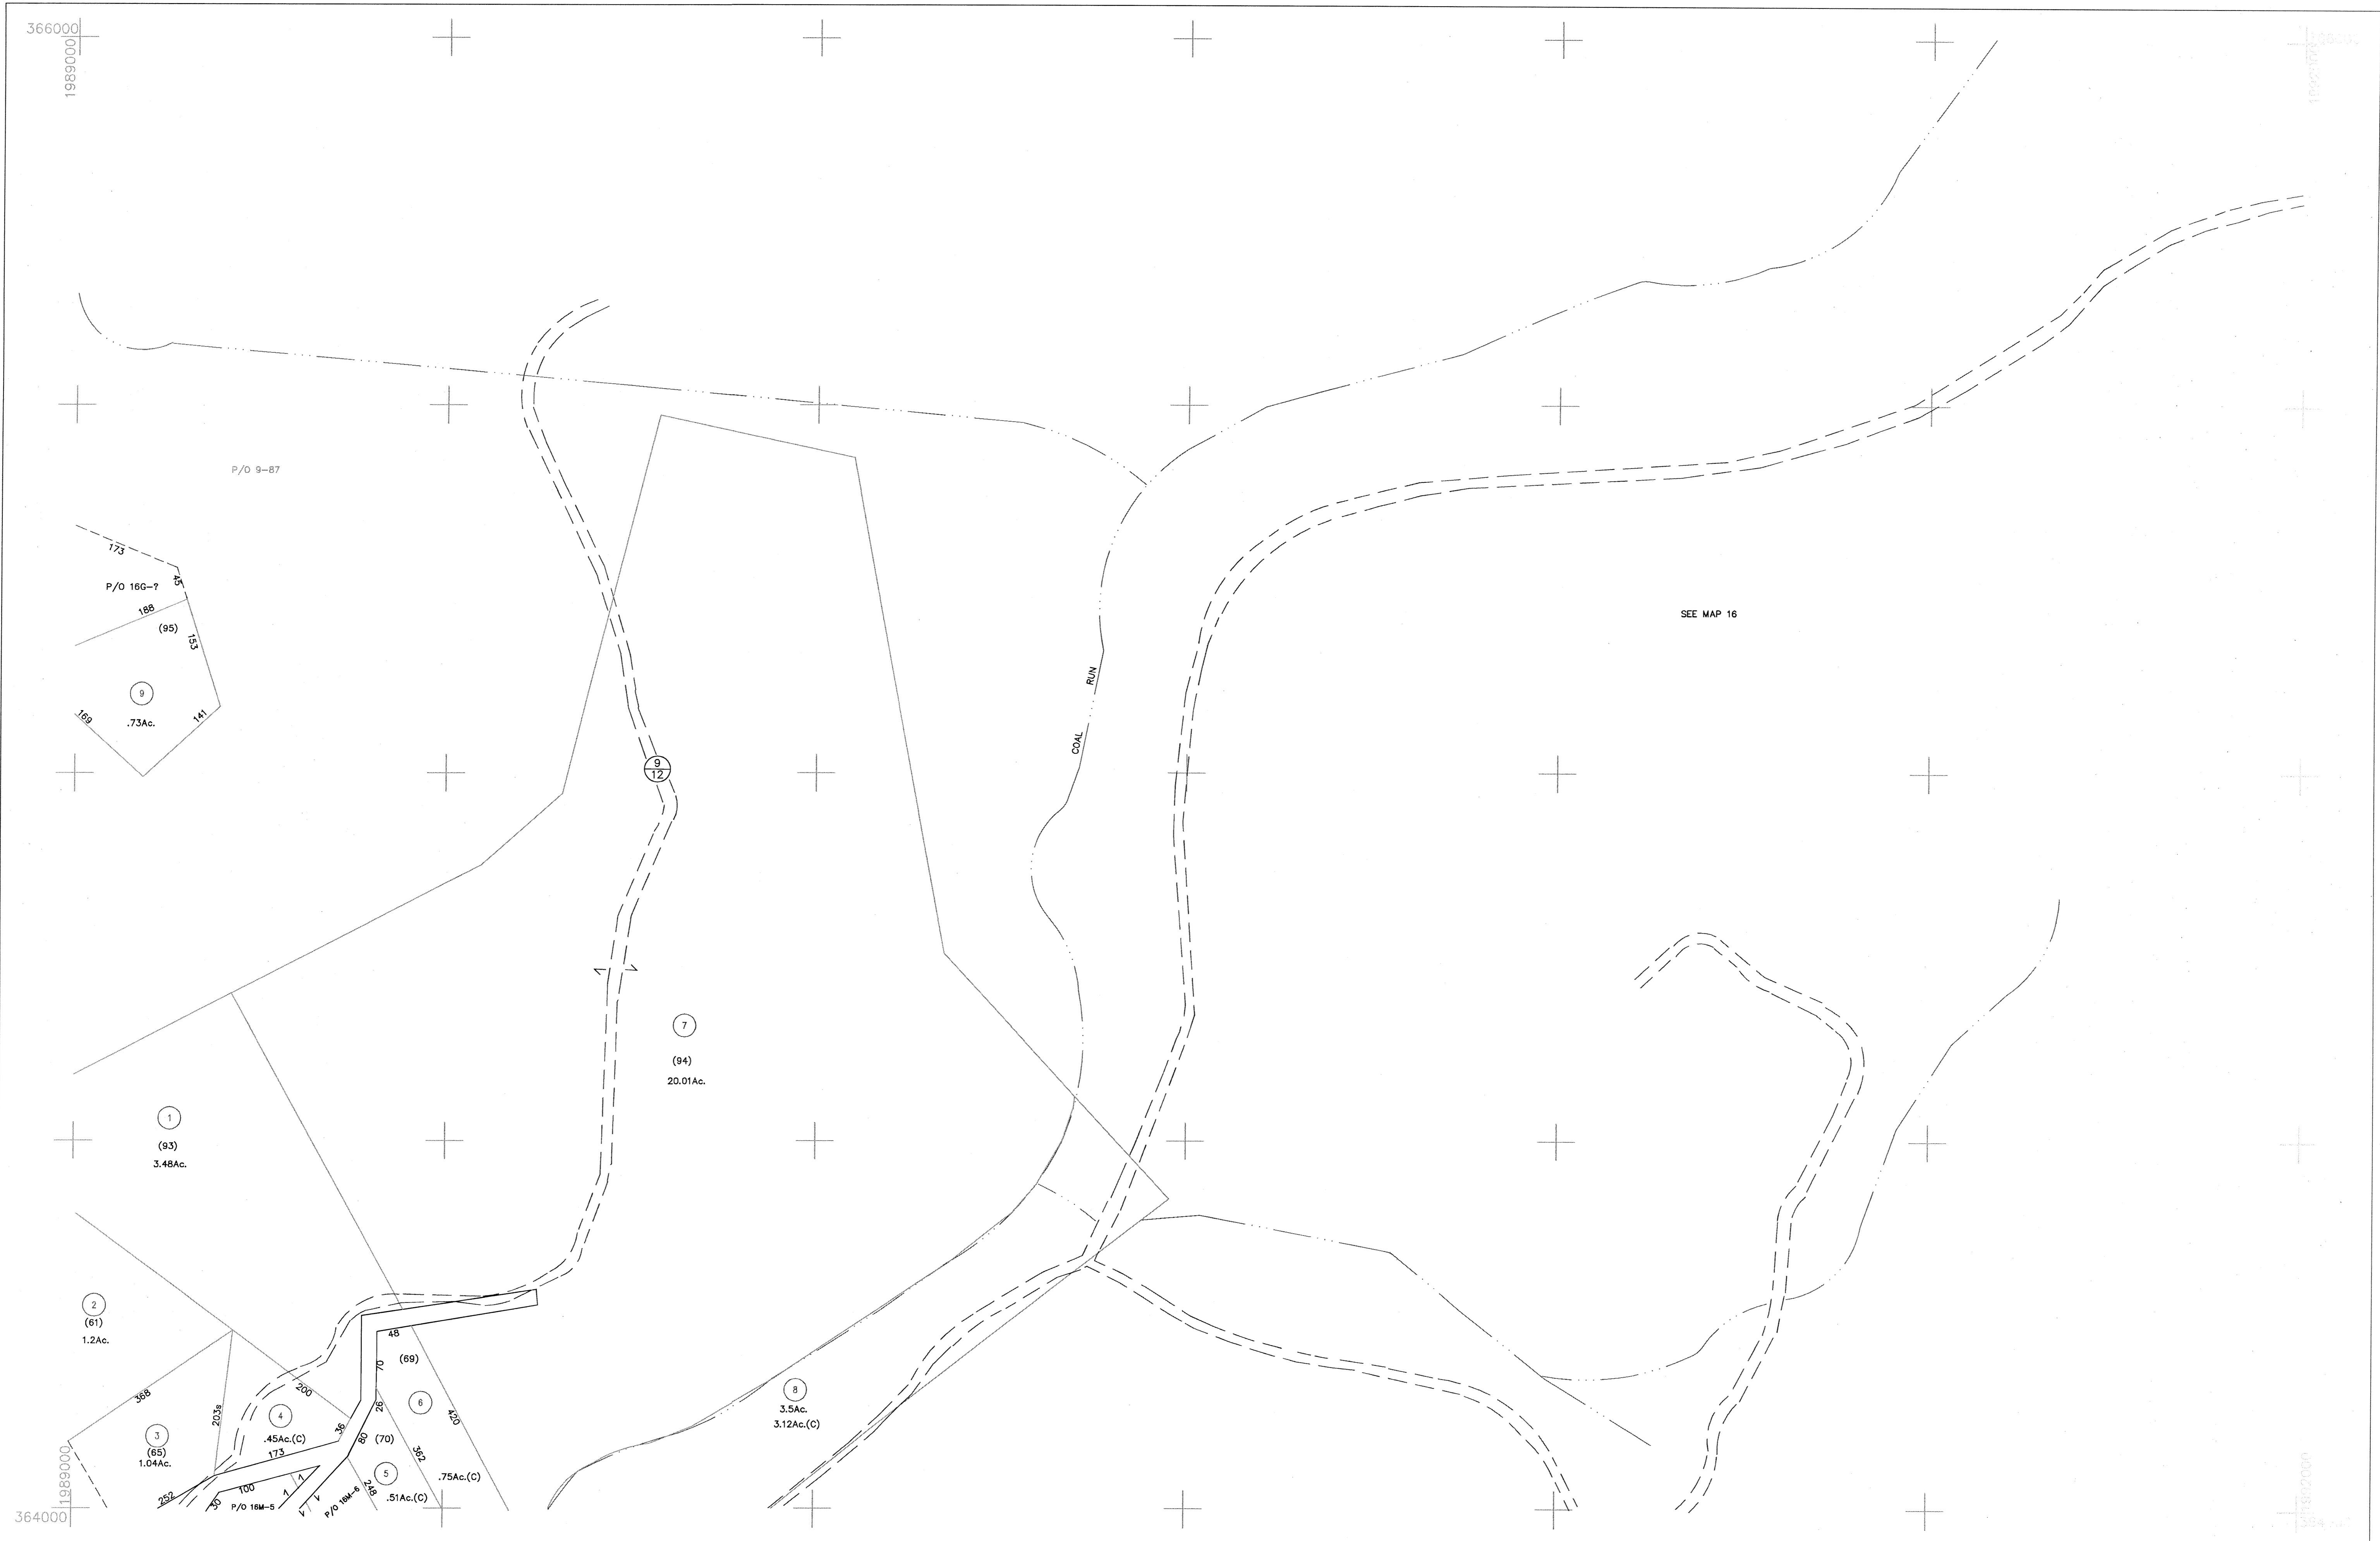 366000
1989000
P/O 9-87
173
45
P/O 16G-?
188
(95)
153
9
.73Ac.
169
141
SEE MAP 16
COAL RUN
9
12
7
(94)
20.01Ac.
1
(93)
3.48Ac.
2
(61)
1.2Ac.
48
70
(69)
368
203s
200
4
.45Ac.(C)
36
26
6
420
8
3.5Ac.
3.12Ac.(C)
3
(65)
1.04Ac.
173
80
(70)
362
5
.75Ac.(C)
.51Ac.(C)
248
252
50
100
P/O 16M-5
P/O 16M-6
1989000
364000